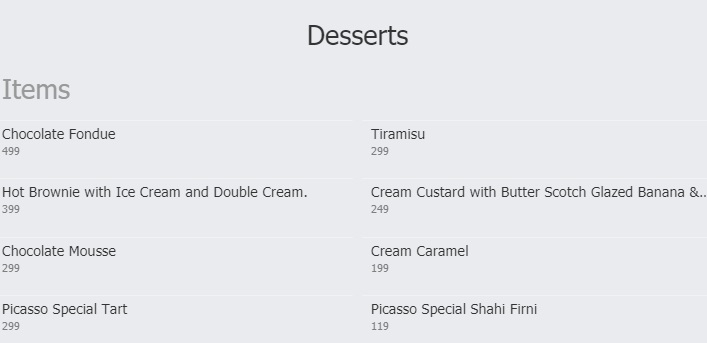 Desserts
Items
Chocolate Fondue
499
Tiramisu
299
Hot Brownie with Ice Cream and Double Cream.
399
Cream Custard with Butter Scotch Glazed Banana &..
249
Chocolate Mousse
299
Cream Caramel
199
Picasso Special Tart
299
Picasso Special Shahi Firni
119